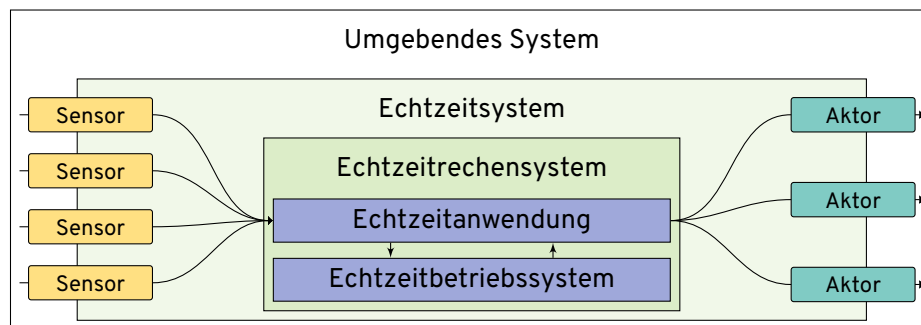 Umgebendes System
Echtzeitsystem
Sensor
Sensor
Sensor
Sensor
Echtzeitrechensystem
Echtzeitanwendung
Echtzeitbetriebssystem
Aktor
Aktor
Aktor